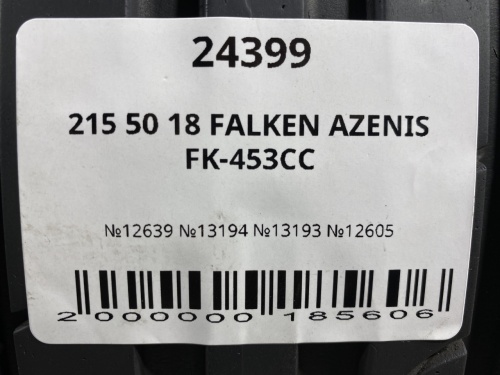 24399
215 50 18 FALKEN AZENIS
FK-453CC
№12639 №13194 №13193 №12605
2 000000 185606